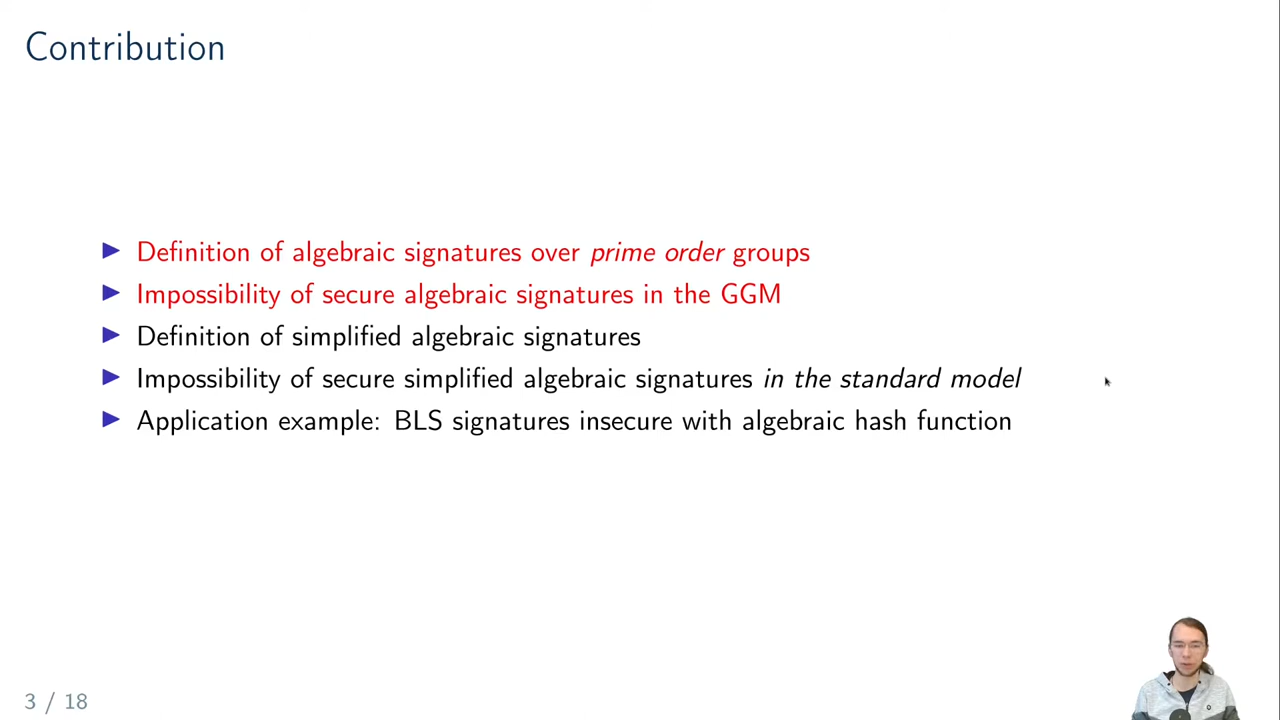 Contribution
Definition of algebraic signatures over prime order groups
Impossibility of secure algebraic signatures in the GGM
Definition of simplified algebraic signatures
Impossibility of secure simplified algebraic signatures in the standard model
Application example: BLS signatures insecure with algebraic hash function
3 / 18